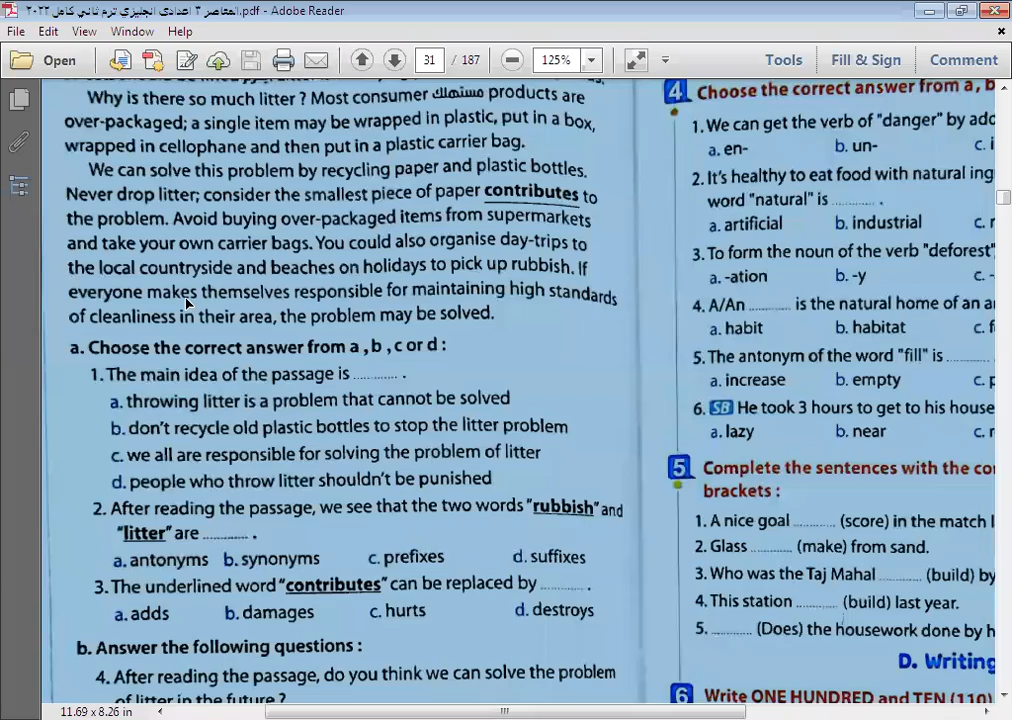 المعاصر ٣ اعدادى انجليزي ترم ثاني كامل ٢٠٢٢.pdf - Adobe Reader
File Edit View Window Help
Open 31 / 187 125% Tools Fill & Sign Comment
Why is there so much litter ? Most consumer مستهلك products are
over-packaged; a single item may be wrapped in plastic, put in a box,
wrapped in cellophane and then put in a plastic carrier bag.
We can solve this problem by recycling paper and plastic bottles.
Never drop litter; consider the smallest piece of paper contributes to
the problem. Avoid buying over-packaged items from supermarkets
and take your own carrier bags. You could also organise day-trips to
the local countryside and beaches on holidays to pick up rubbish. If
everyone makes themselves responsible for maintaining high standards
of cleanliness in their area, the problem may be solved.
a. Choose the correct answer from a , b , c or d :
1. The main idea of the passage is ........... .
a. throwing litter is a problem that cannot be solved
b. don't recycle old plastic bottles to stop the litter problem
c. we all are responsible for solving the problem of litter
d. people who throw litter shouldn't be punished
2. After reading the passage, we see that the two words "rubbish" and
"litter" are ........... .
a. antonyms b. synonyms c. prefixes d. suffixes
3. The underlined word "contributes" can be replaced by ........... .
a. adds b. damages c. hurts d. destroys
b. Answer the following questions :
4. After reading the passage, do you think we can solve the problem
of litter in the future ?
4 Choose the correct answer from a, b
1. We can get the verb of "danger" by add
a. en- b. un- c. i
2. It's healthy to eat food with natural ing
word "natural" is ........... .
a. artificial b. industrial c. r
3. To form the noun of the verb "deforest"
a. -ation b. -y c. -
4. A/An ........... is the natural home of an a
a. habit b. habitat c. f
5. The antonym of the word "fill" is ...........
a. increase b. empty c. p
6. SB He took 3 hours to get to his house
a. lazy b. near c. r
5 Complete the sentences with the co
brackets :
1. A nice goal ........... (score) in the match l
2. Glass ........... (make) from sand.
3. Who was the Taj Mahal ........... (build) by
4. This station ........... (build) last year.
5. ........... (Does) the housework done by h
D. Writing
6 Write ONE HUNDRED and TEN (110)
11.69 x 8.26 in